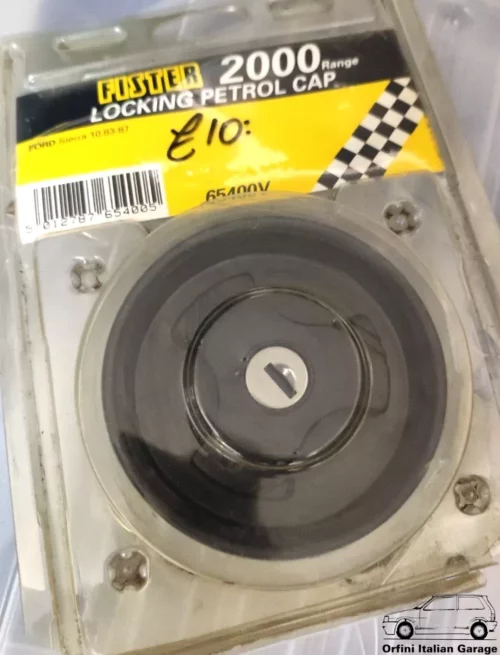 FISTER 2000 Range
LOCKING PETROL CAP
FORD Sierra 10.83-87
£10:
65400V
5 012787 654005
Orfini Italian Garage